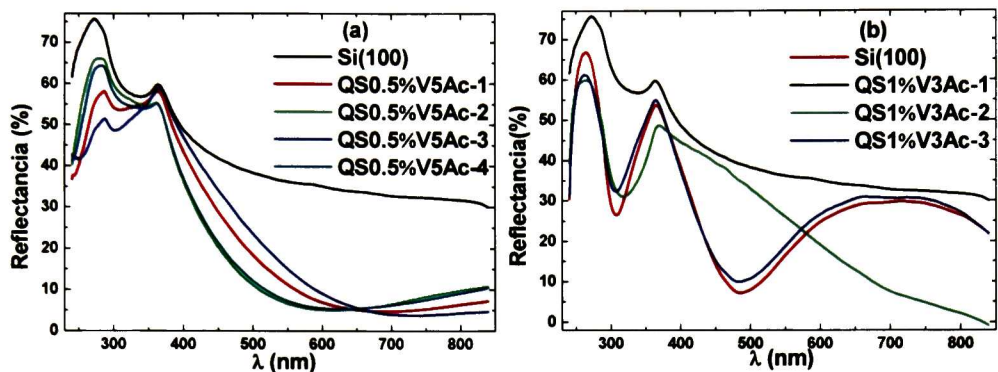 (a)
Reflectancia (%)
70
60
50
40
30
20
10
0
Si(100)
QS0.5%V5Ac-1
QS0.5%V5Ac-2
QS0.5%V5Ac-3
QS0.5%V5Ac-4
300 400 500 600 700 800
λ (nm)
(b)
Reflectancia(%)
70
60
50
40
30
20
10
0
Si(100)
QS1%V3Ac-1
QS1%V3Ac-2
QS1%V3Ac-3
300 400 500 600 700 800
λ (nm)